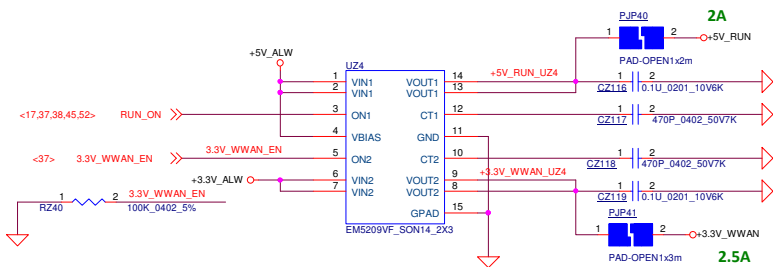 PJP40 2A
1 2 +5V_RUN
PAD-OPEN1x2m
+5V_ALW
UZ4
1 VIN1 VOUT1 14 +5V_RUN_UZ4
2 VIN1 VOUT1 13
1 2
CZ116 0.1U_0201_10V6K
<17,37,38,45,52> RUN_ON 3 ON1 CT1 12
1 2
CZ117 470P_0402_50V7K
4 VBIAS GND 11
<37> 3.3V_WWAN_EN 5 ON2 CT2 10
1 2
CZ118 470P_0402_50V7K
+3.3V_ALW 6 VIN2 VOUT2 9 +3.3V_WWAN_UZ4
7 VIN2 VOUT2 8
1 2
CZ119 0.1U_0201_10V6K
1 2 3.3V_WWAN_EN
RZ40 100K_0402_5%
GPAD 15
EM5209VF_SON14_2X3
PJP41
1 2 +3.3V_WWAN
PAD-OPEN1x3m 2.5A